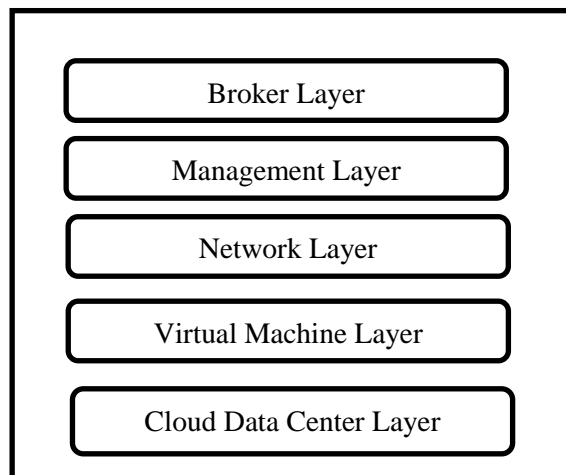 Broker Layer
Management Layer
Network Layer
Virtual Machine Layer
Cloud Data Center Layer